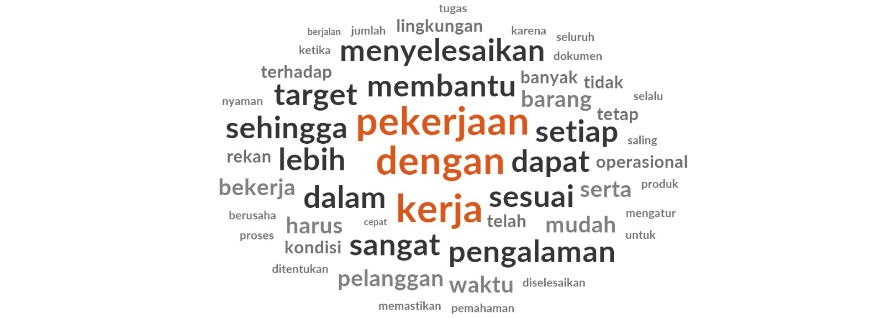 tugas
berjalan jumlah lingkungan karena seluruh
ketika menyelesaikan dokumen
terhadap membantu banyak tidak
nyaman target barang selalu
sehingga pekerjaan setiap tetap saling
rekan lebih dengan dapat operasional
bekerja dalam kerja sesuai serta produk
berusaha harus cepat telah mudah mengatur
proses kondisi sangat pengalaman untuk
ditentukan pelanggan waktu diselesaikan
memastikan pemahaman